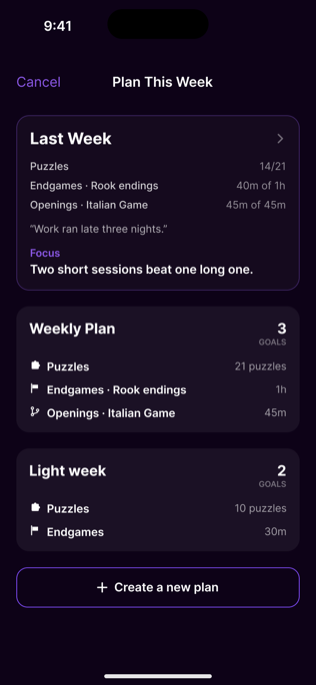 9:41
Cancel
Plan This Week
Last Week
Puzzles 14/21
Endgames · Rook endings 40m of 1h
Openings · Italian Game 45m of 45m
“Work ran late three nights.”
Focus
Two short sessions beat one long one.
Weekly Plan 3
GOALS
Puzzles 21 puzzles
Endgames · Rook endings 1h
Openings · Italian Game 45m
Light week 2
GOALS
Puzzles 10 puzzles
Endgames 30m
+ Create a new plan